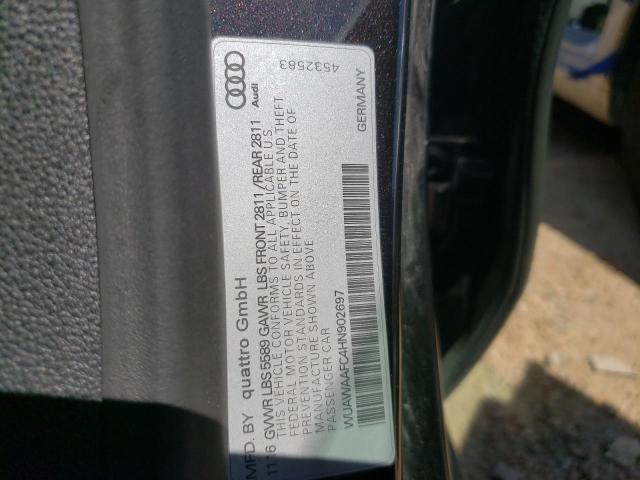 MFD. BY quattro GmbH
11 16 GVWR LBS 5589 GAWR LBS FRONT 2811 / REAR 2811
THIS VEHICLE CONFORMS TO ALL APPLICABLE U.S.
FEDERAL MOTOR VEHICLE SAFETY, BUMPER AND THEFT
PREVENTION STANDARDS IN EFFECT ON THE DATE OF
MANUFACTURE SHOWN ABOVE
PASSENGER CAR
WUAWAAFC4HN902697
Audi
4532583
GERMANY